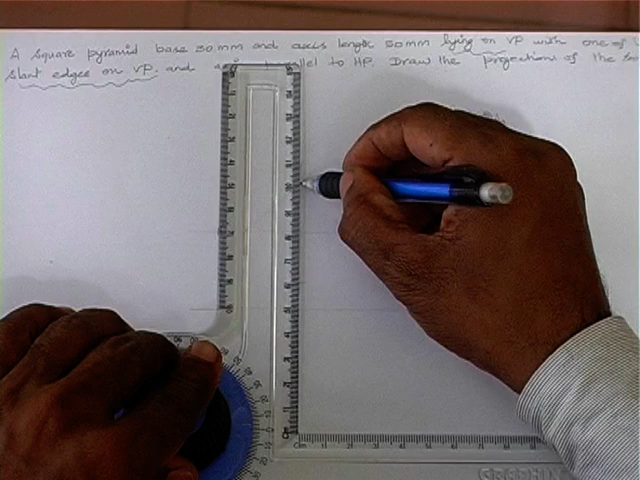 A square pyramid base 30mm and axis length 50mm lying on VP with one of
slant edges on VP. and parallel to HP. Draw the projections of the